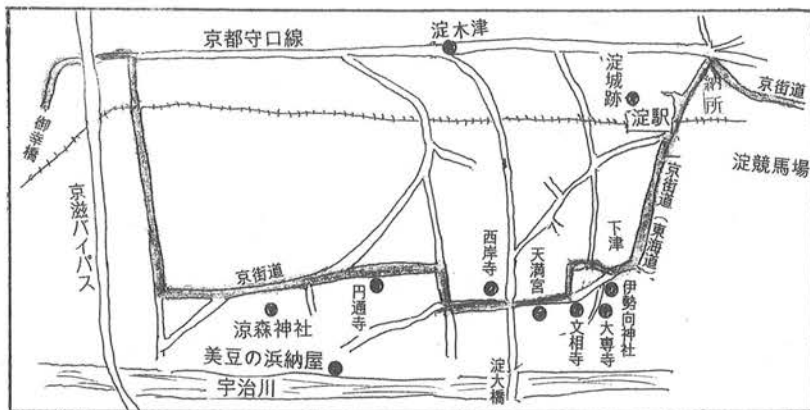 京都守口線
淀木津
淀城跡
納所
京街道
淀駅
淀競馬場
御幸橋
京滋バイパス
京街道(東海道)
下津
伊勢向神社
大専寺
文相寺
天満宮
西岸寺
円通寺
京街道
涼森神社
美豆の浜納屋
淀大橋
宇治川